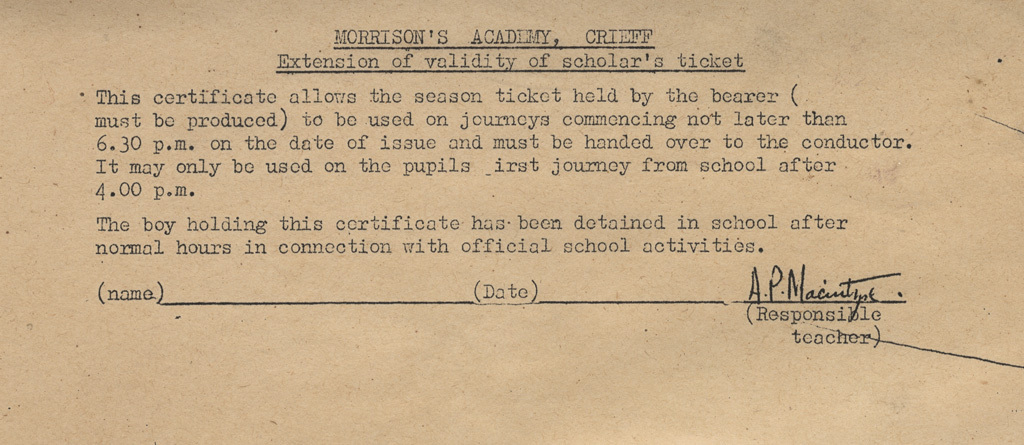 MORRISON'S ACADEMY, CRIEFF
Extension of validity of scholar's ticket
This certificate allows the season ticket held by the bearer (
must be produced) to be used on journeys commencing not later than
6.30 p.m. on the date of issue and must be handed over to the conductor.
It may only be used on the pupils _irst journey from school after
4.00 p.m.
The boy holding this certificate has been detained in school after
normal hours in connection with official school activities.
(name) (Date) A.P. Macintyre.
(Responsible
teacher)